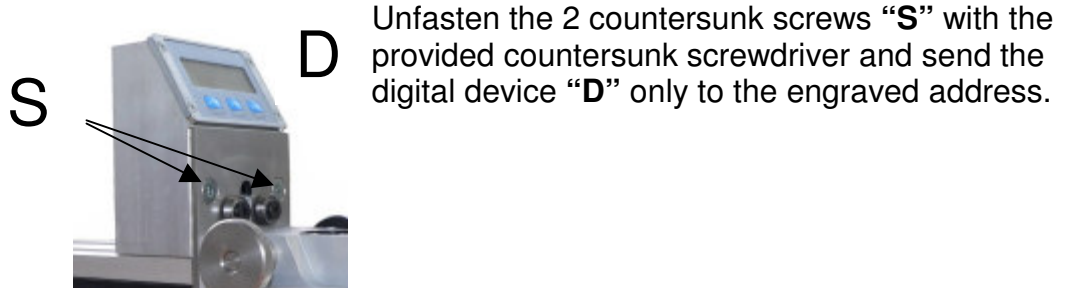 Unfasten the 2 countersunk screws “S” with the
provided countersunk screwdriver and send the
digital device “D” only to the engraved address.
D
S